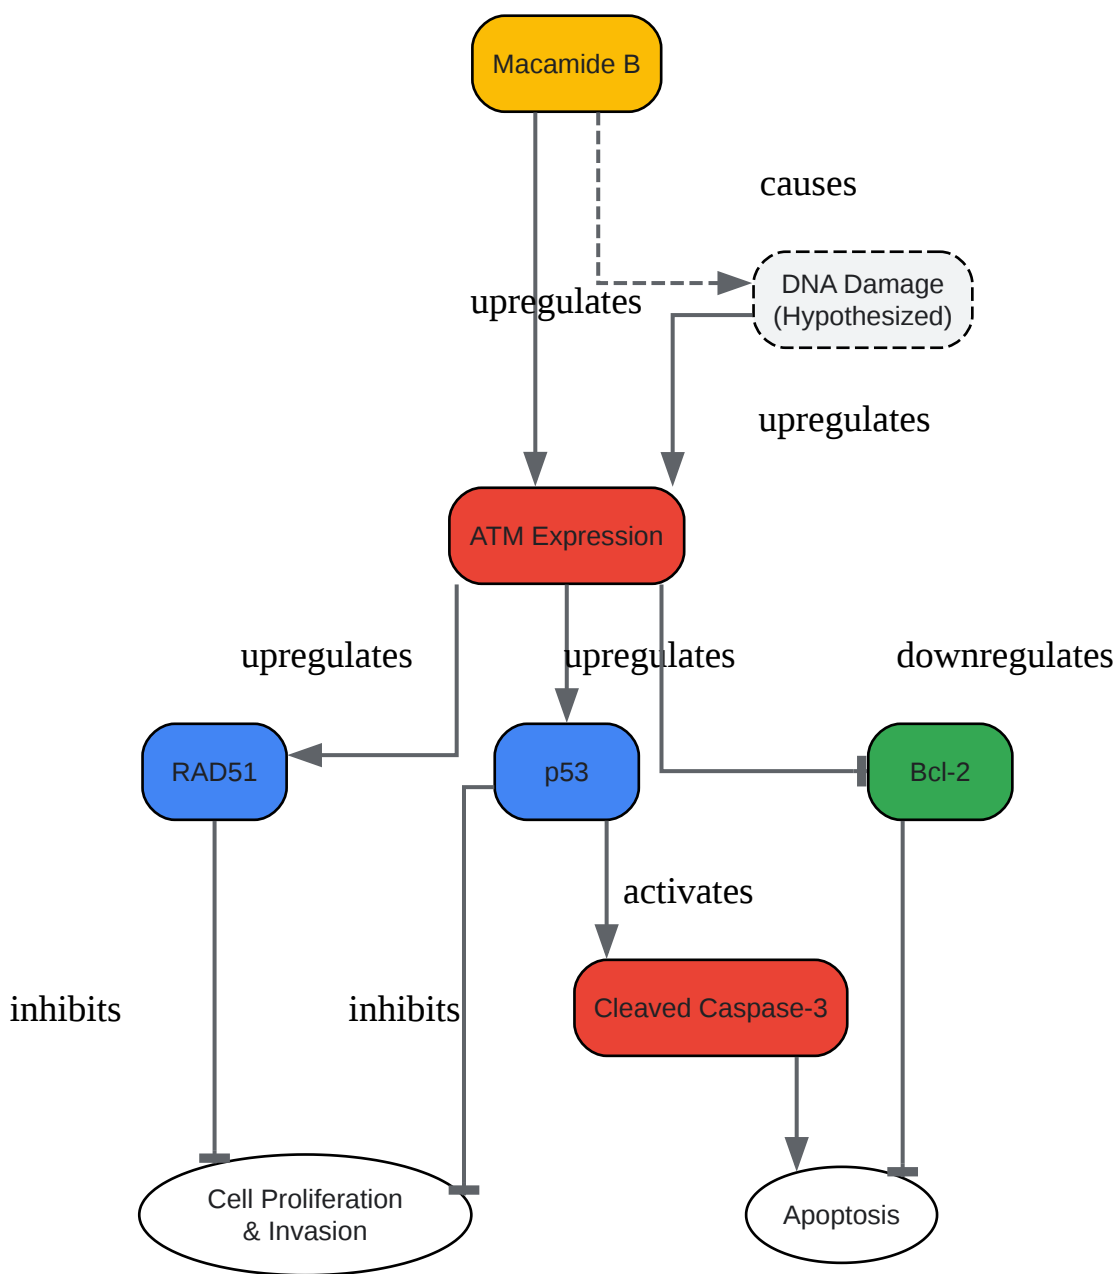 Macamide B
causes
DNA Damage
(Hypothesized)
upregulates
upregulates
ATM Expression
upregulates
upregulates
downregulates
RAD51
p53
Bcl-2
activates
inhibits
inhibits
Cleaved Caspase-3
Cell Proliferation
& Invasion
Apoptosis